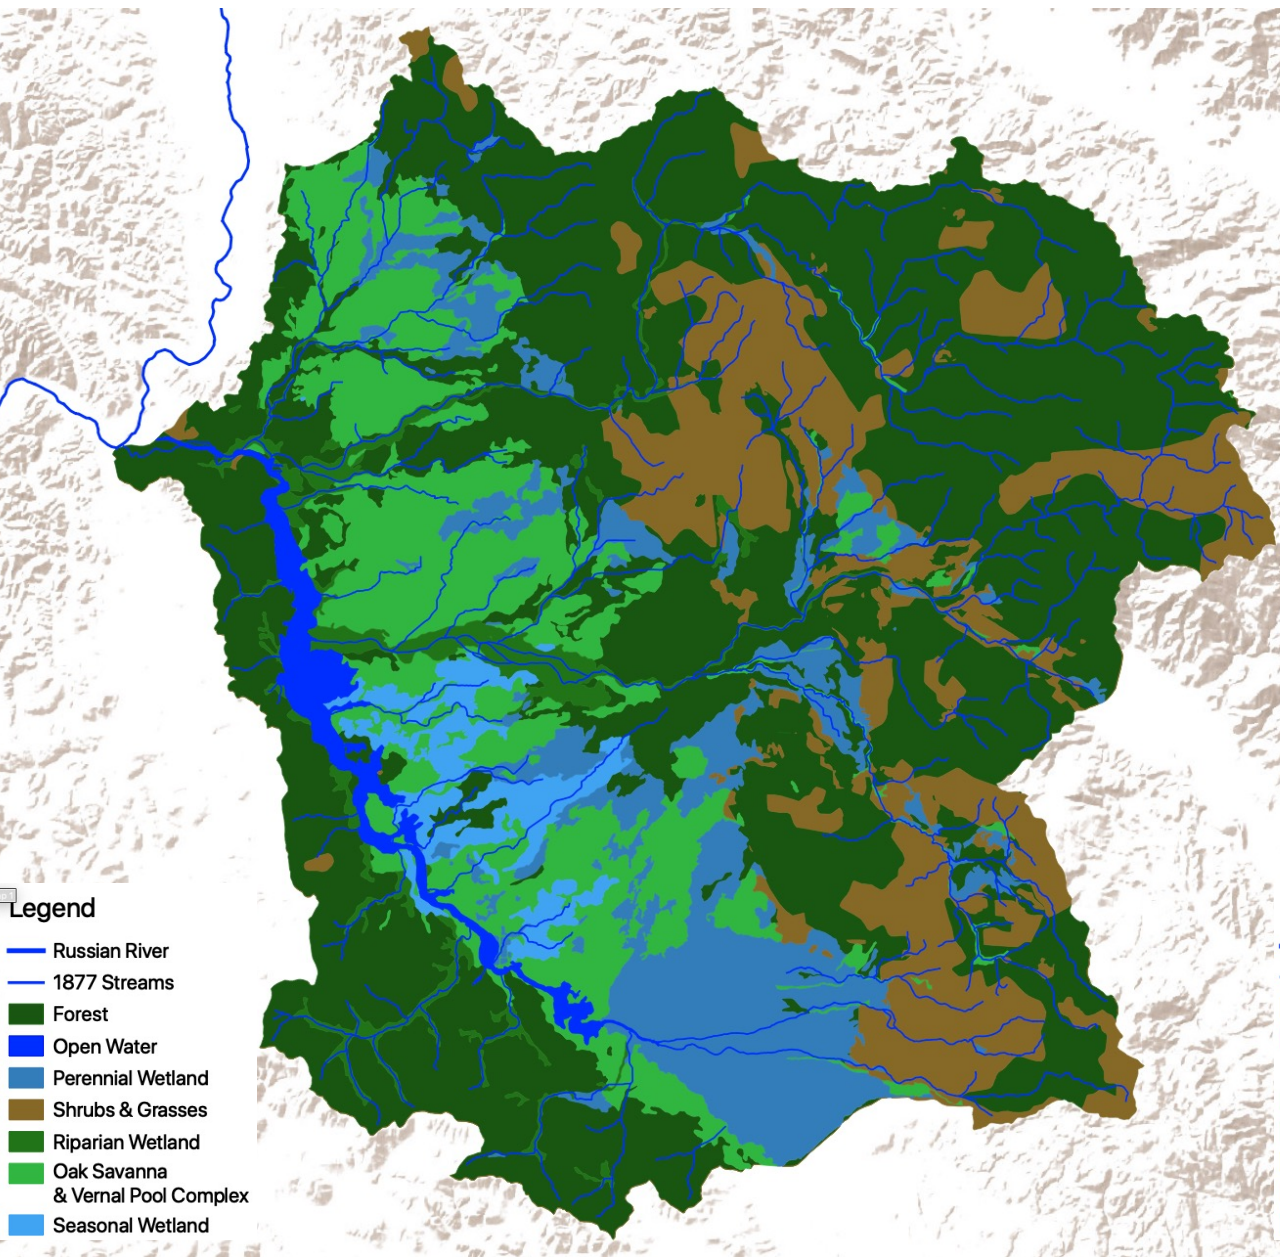 Legend
Russian River
1877 Streams
Forest
Open Water
Perennial Wetland
Shrubs & Grasses
Riparian Wetland
Oak Savanna
& Vernal Pool Complex
Seasonal Wetland